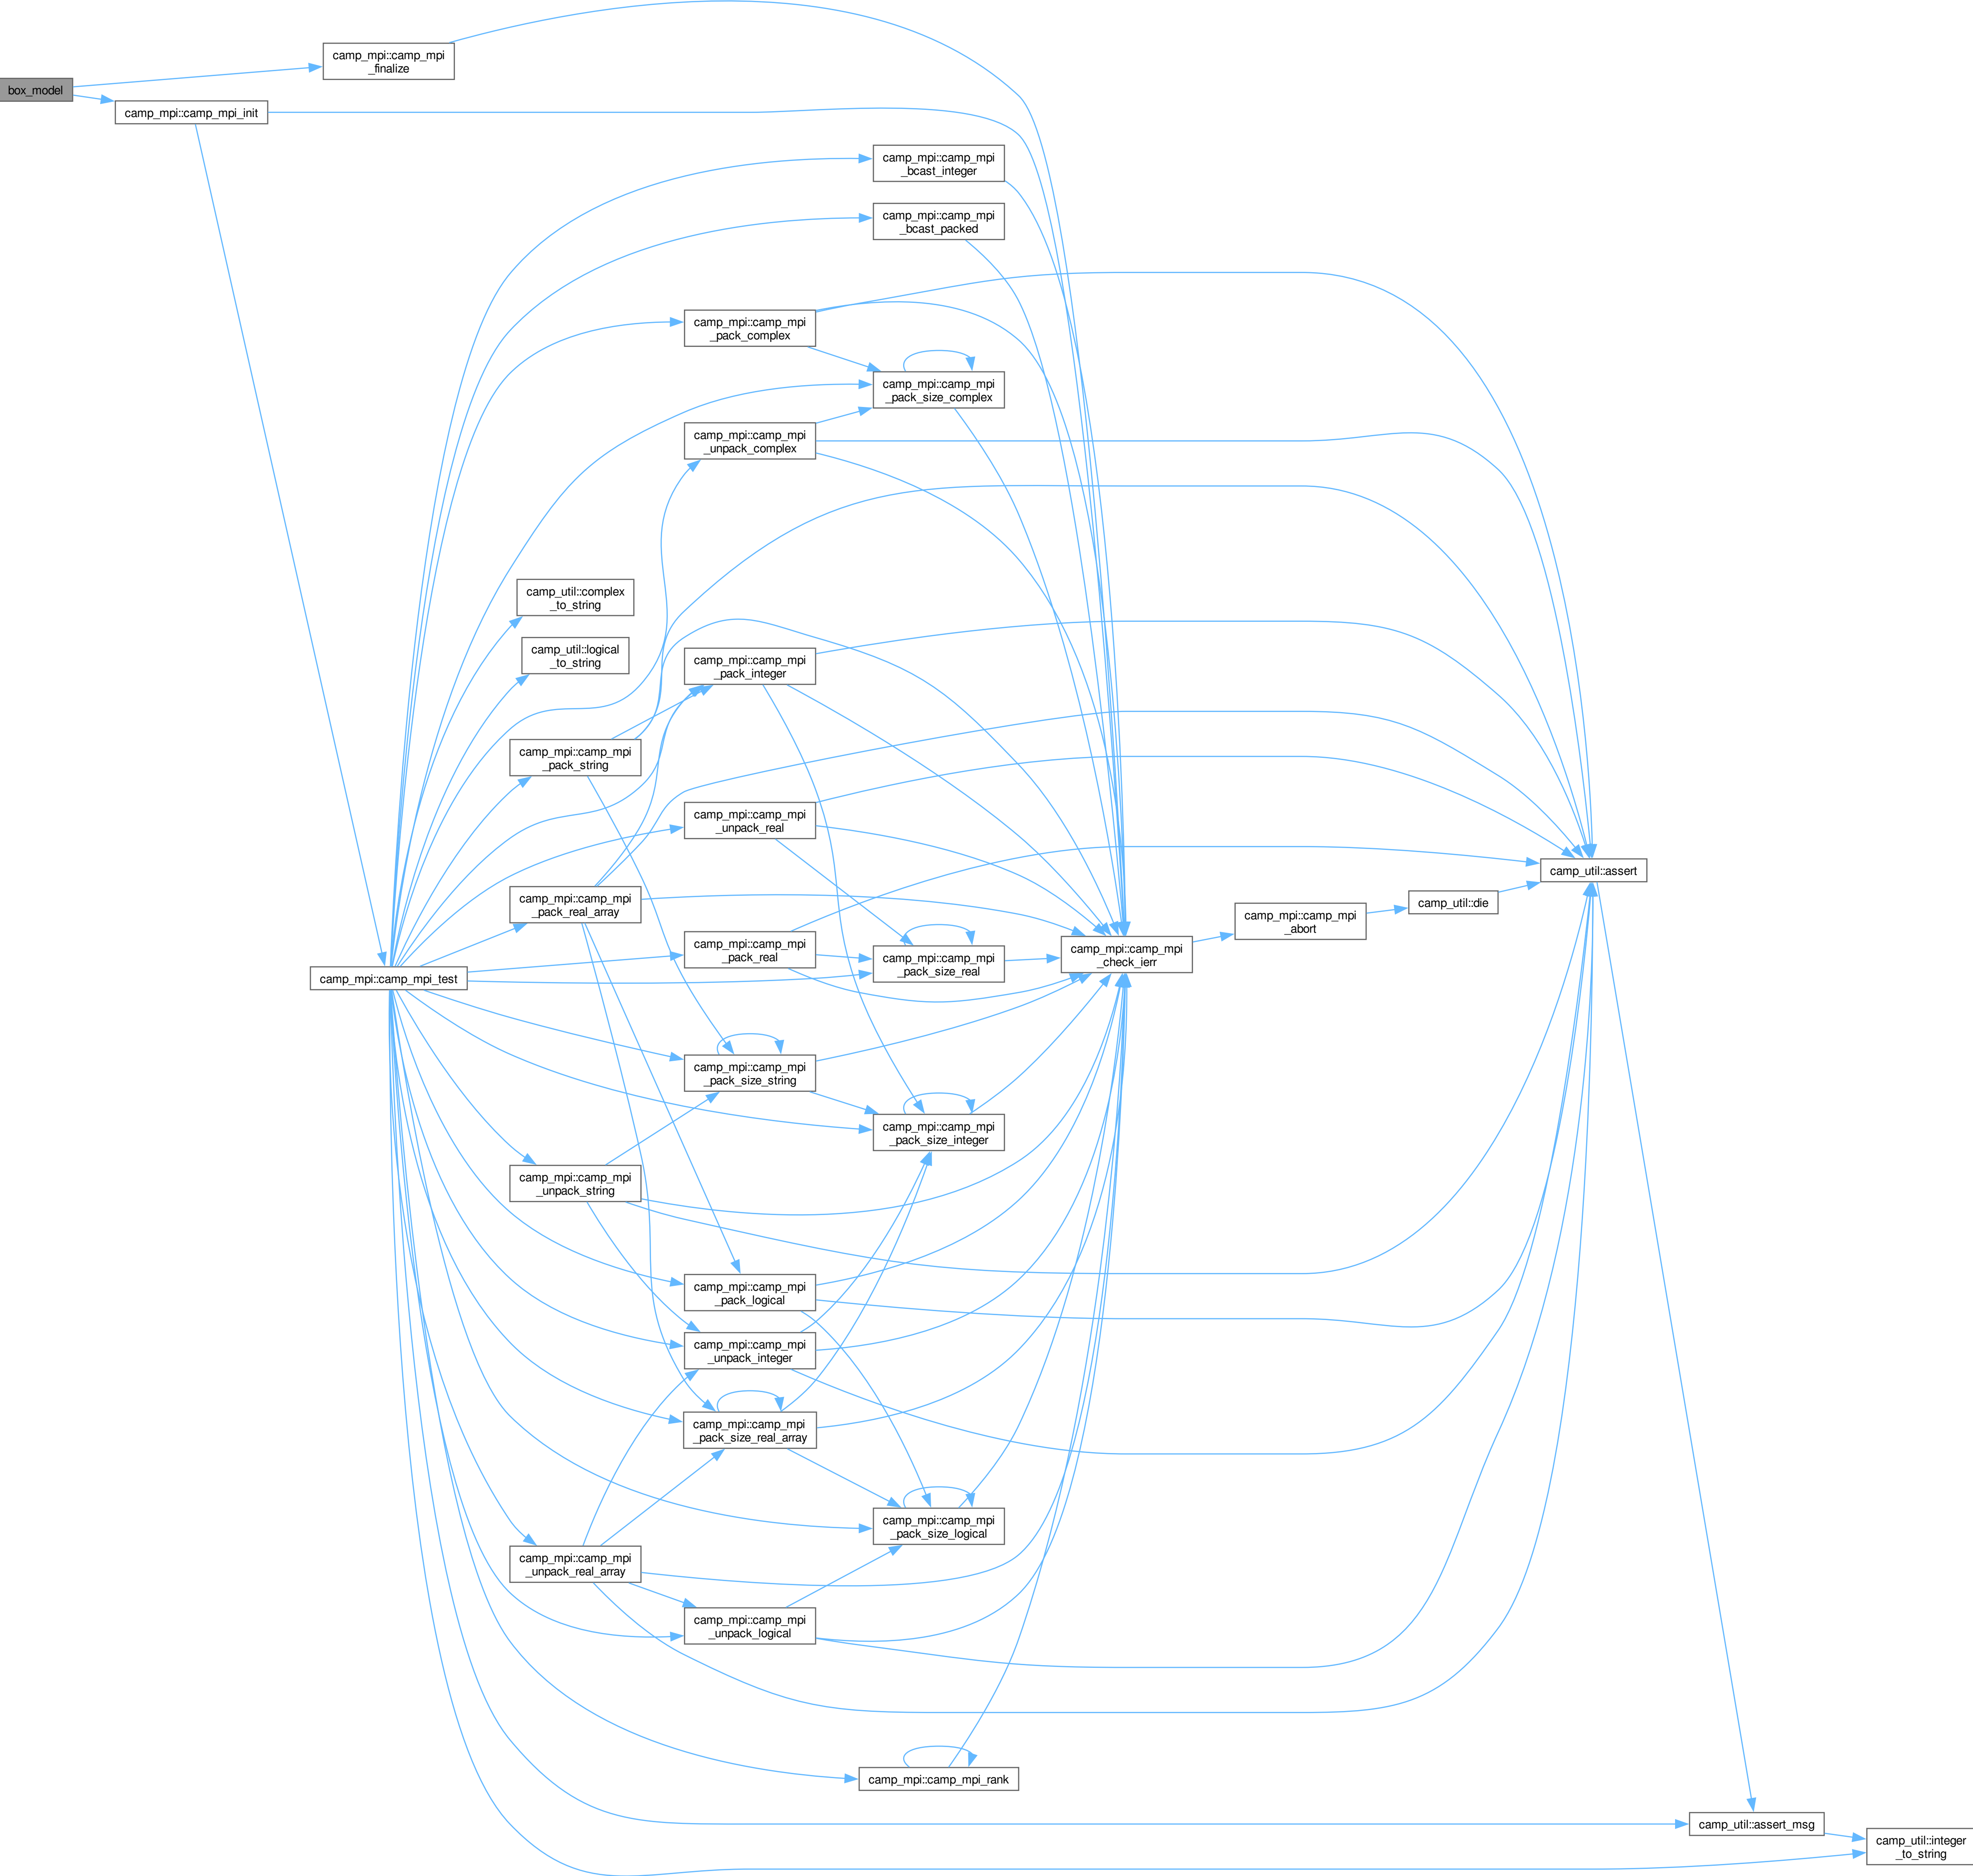 camp_mpi::camp_mpi
_finalize
box_model
camp_mpi::camp_mpi_init
camp_mpi::camp_mpi
_bcast_integer
camp_mpi::camp_mpi
_bcast_packed
camp_mpi::camp_mpi
_pack_complex
camp_mpi::camp_mpi
_pack_size_complex
camp_mpi::camp_mpi
_unpack_complex
camp_util::complex
_to_string
camp_util::logical
_to_string
camp_mpi::camp_mpi
_pack_integer
camp_mpi::camp_mpi
_pack_string
camp_mpi::camp_mpi
_unpack_real
camp_util::assert
camp_mpi::camp_mpi
_pack_real_array
camp_util::die
camp_mpi::camp_mpi
_abort
camp_mpi::camp_mpi
_pack_real
camp_mpi::camp_mpi
_pack_size_real
camp_mpi::camp_mpi
_check_ierr
camp_mpi::camp_mpi_test
camp_mpi::camp_mpi
_pack_size_string
camp_mpi::camp_mpi
_pack_size_integer
camp_mpi::camp_mpi
_unpack_string
camp_mpi::camp_mpi
_pack_logical
camp_mpi::camp_mpi
_unpack_integer
camp_mpi::camp_mpi
_pack_size_real_array
camp_mpi::camp_mpi
_pack_size_logical
camp_mpi::camp_mpi
_unpack_real_array
camp_mpi::camp_mpi
_unpack_logical
camp_mpi::camp_mpi_rank
camp_util::assert_msg
camp_util::integer
_to_string